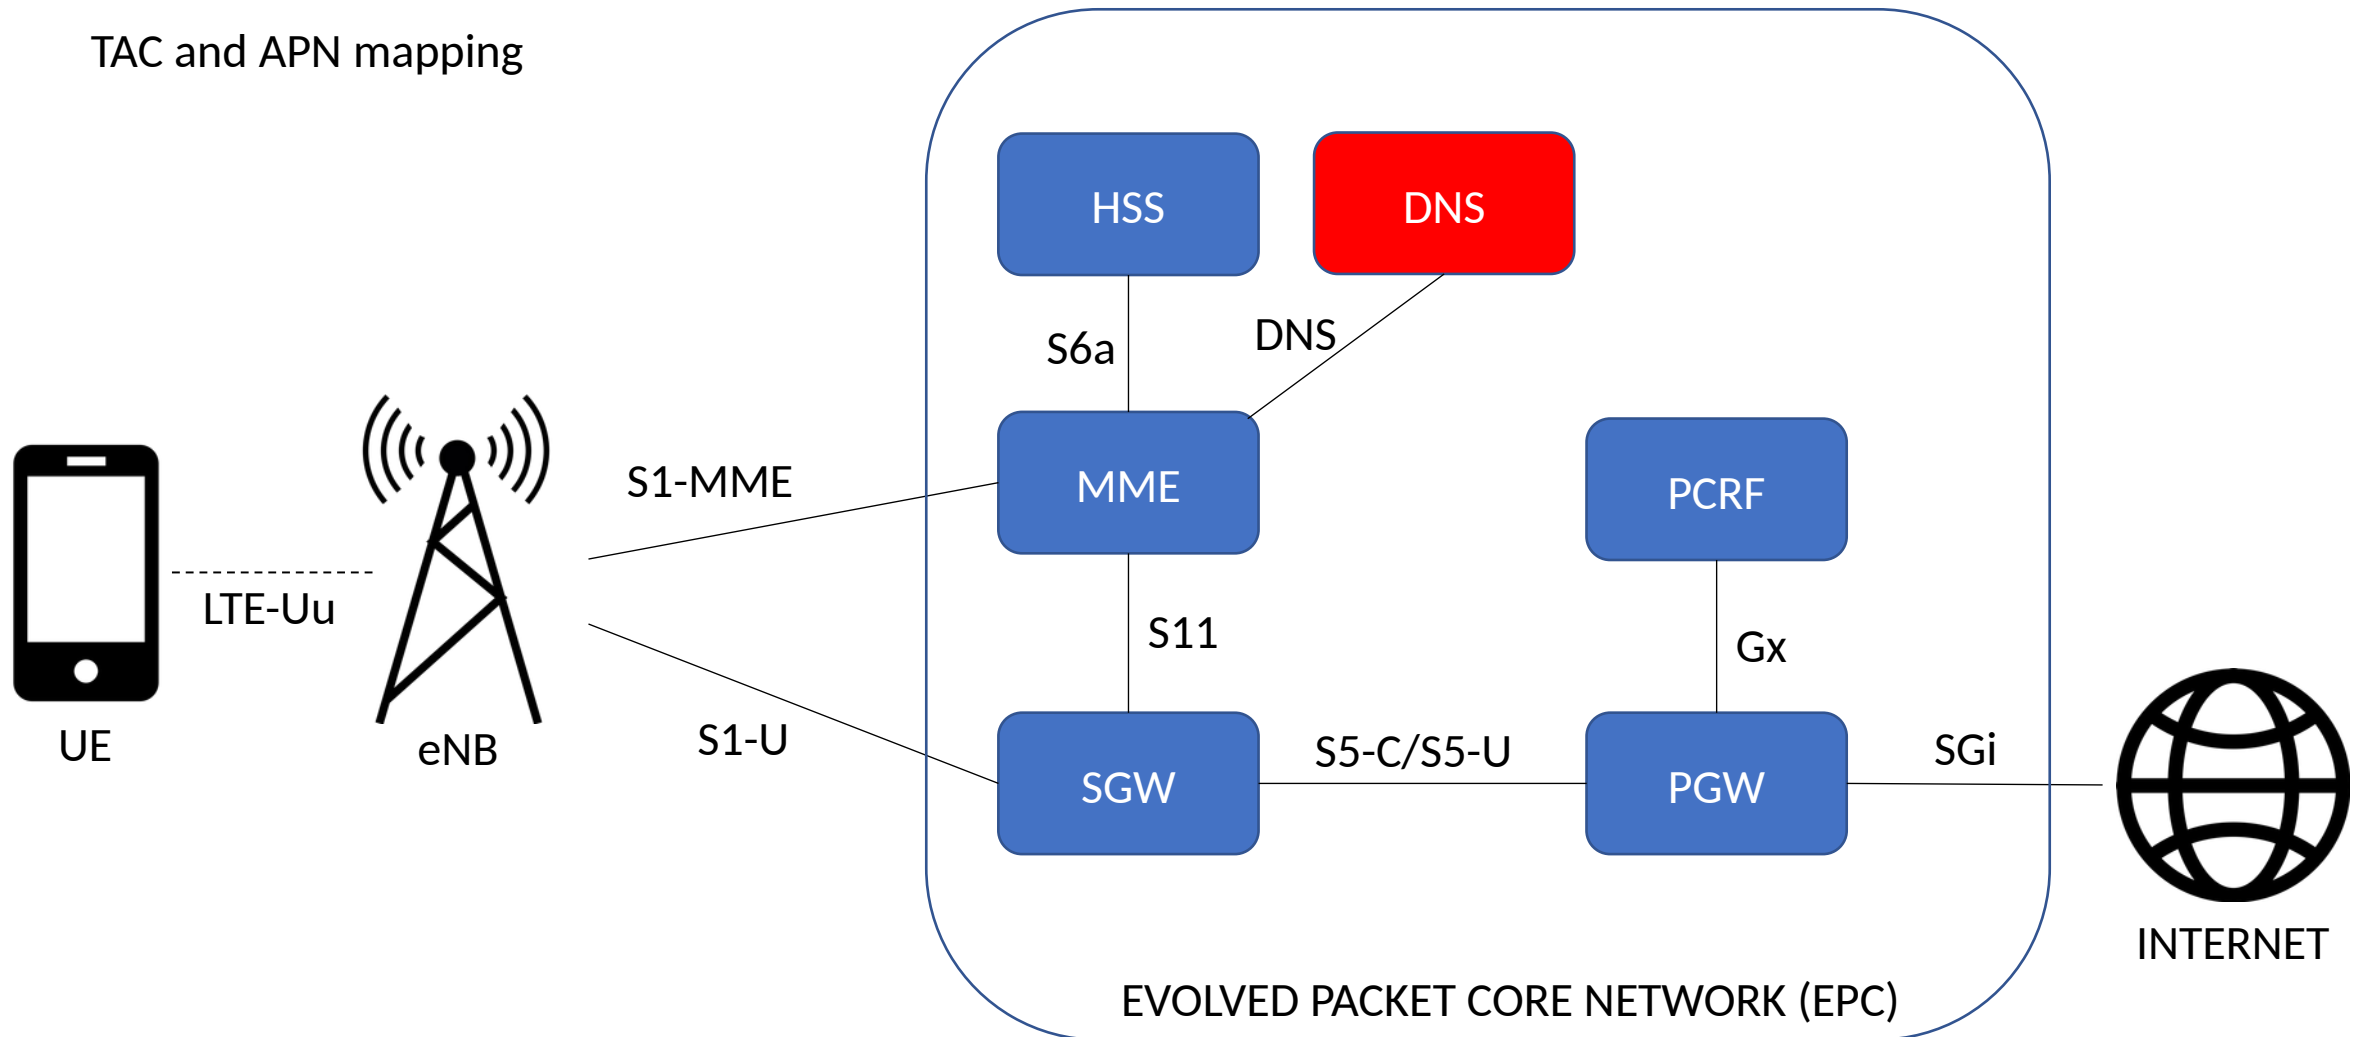 TAC and APN mapping
HSS
DNS
S6a
DNS
S1-MME
MME
PCRF
LTE-Uu
S11
Gx
UE
eNB
S1-U
SGW
S5-C/S5-U
PGW
SGi
INTERNET
EVOLVED PACKET CORE NETWORK (EPC)